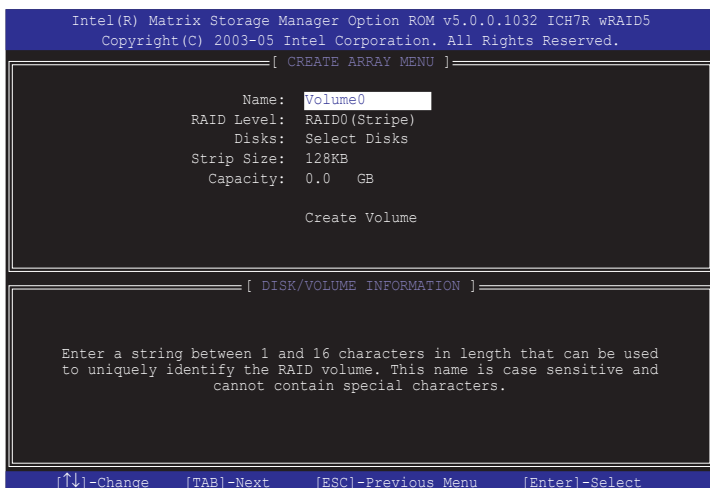 Intel(R) Matrix Storage Manager Option ROM v5.0.0.1032 ICH7R wRAID5
Copyright(C) 2003-05 Intel Corporation. All Rights Reserved.
[ CREATE ARRAY MENU ]
Name: Volume0
RAID Level: RAID0(Stripe)
Disks: Select Disks
Strip Size: 128KB
Capacity: 0.0 GB
Create Volume
[ DISK/VOLUME INFORMATION ]
Enter a string between 1 and 16 characters in length that can be used
to uniquely identify the RAID volume. This name is case sensitive and
cannot contain special characters.
[↑↓]-Change [TAB]-Next [ESC]-Previous Menu [Enter]-Select